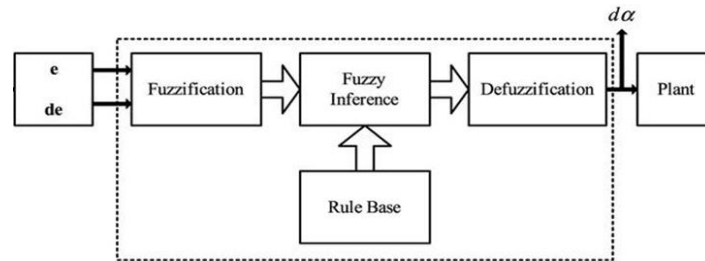 dα
e
de
Fuzzification
Fuzzy
Inference
Defuzzification
Plant
Rule Base